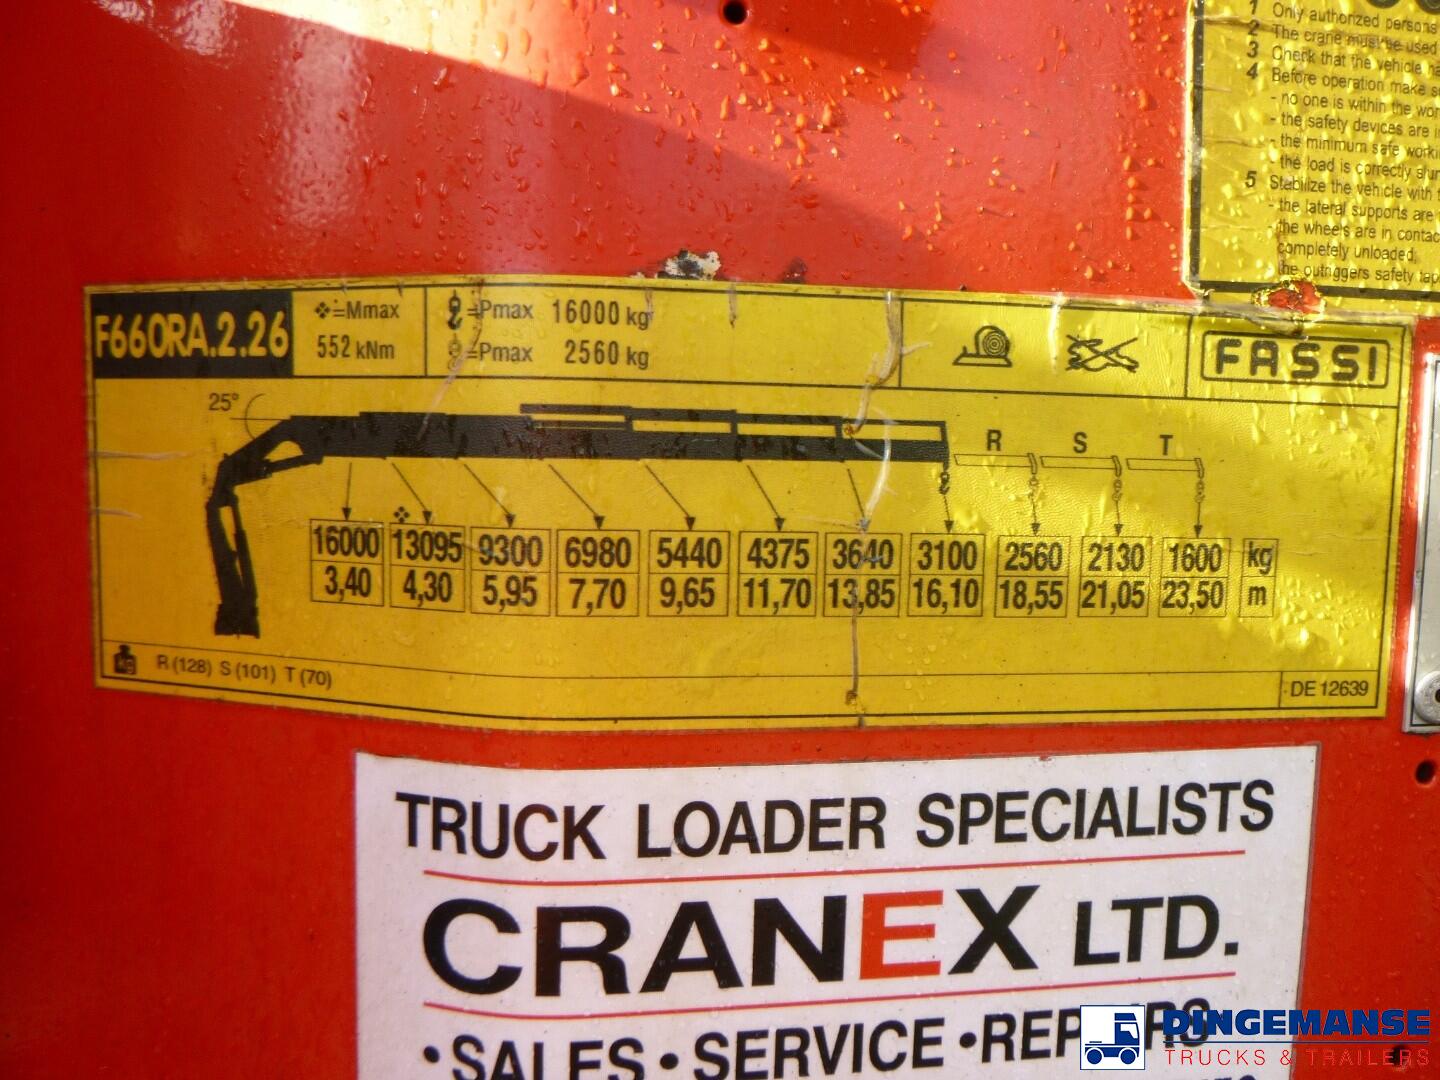 1 Only authorized persons
2 The crane must be used
3 Check that the vehicle
4 Before operation make
- no one is within the
- the safety devices are
- the minimum safe
- the load is correctly
5 Stabilize the vehicle with
- the lateral supports are
- the wheels are in
completely unloaded;
the outriggers safety
F660RA.2.26
❖=Mmax
552 kNm
=Pmax 16000 kg
=Pmax 2560 kg
FASSI
25°
R S T
16000 13095 9300 6980 5440 4375 3640 3100 2560 2130 1600 kg
3,40 4,30 5,95 7,70 9,65 11,70 13,85 16,10 18,55 21,05 23,50 m
kg R (128) S (101) T (70)
DE 12639
TRUCK LOADER SPECIALISTS
CRANEX LTD.
•SALES •SERVICE •REPAIRS
DINGEMANSE
TRUCKS & TRAILERS